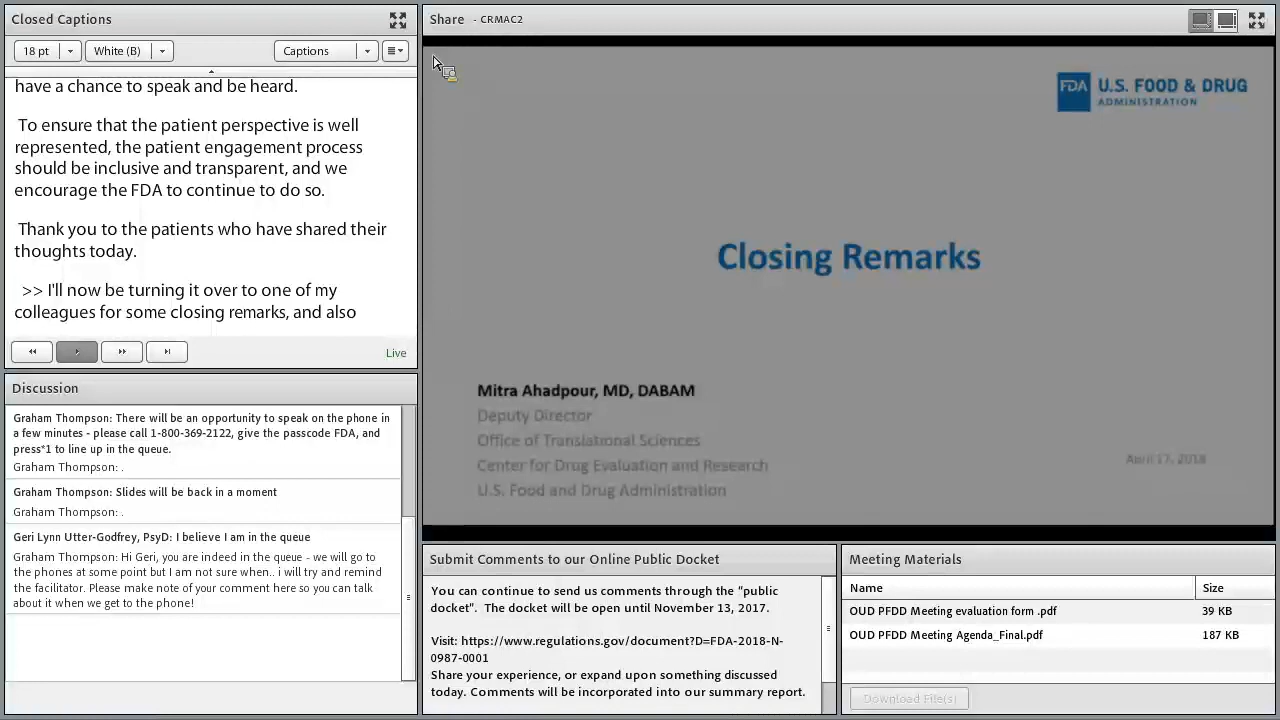 Closed Captions
18 pt
White (B)
Captions
have a chance to speak and be heard.
To ensure that the patient perspective is well
represented, the patient engagement process
should be inclusive and transparent, and we
encourage the FDA to continue to do so.
Thank you to the patients who have shared their
thoughts today.
>> I'll now be turning it over to one of my
colleagues for some closing remarks, and also
Live
Discussion
Graham Thompson: There will be an opportunity to speak on the phone in
a few minutes - please call 1-800-369-2122, give the passcode FDA, and
press*1 to line up in the queue.
Graham Thompson: .
Graham Thompson: Slides will be back in a moment
Graham Thompson: .
Geri Lynn Utter-Godfrey, PsyD: I believe I am in the queue
Graham Thompson: Hi Geri, you are indeed in the queue - we will go to
the phones at some point but I am not sure when.. i will try and remind
the facilitator. Please make note of your comment here so you can talk
about it when we get to the phone!
Share - CRMAC2
FDA U.S. FOOD & DRUG
ADMINISTRATION
Closing Remarks
Mitra Ahadpour, MD, DABAM
Deputy Director
Office of Translational Sciences
Center for Drug Evaluation and Research
U.S. Food and Drug Administration
April 17, 2018
Submit Comments to our Online Public Docket
You can continue to send us comments through the "public
docket". The docket will be open until November 13, 2017.
Visit: https://www.regulations.gov/document?D=FDA-2018-N-
0987-0001
Share your experience, or expand upon something discussed
today. Comments will be incorporated into our summary report.
Meeting Materials
Name Size
OUD PFDD Meeting evaluation form .pdf 39 KB
OUD PFDD Meeting Agenda_Final.pdf 187 KB
Download File(s)